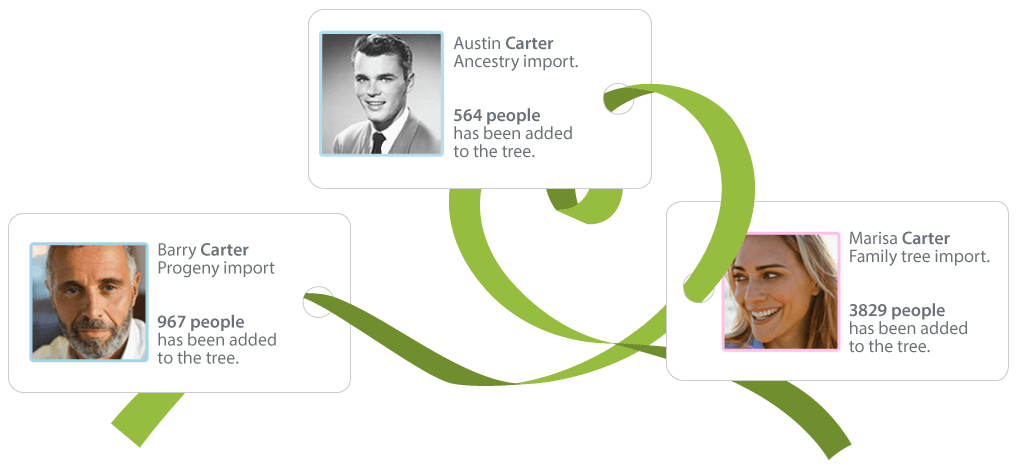 Austin Carter
Ancestry import.
564 people
has been added
to the tree.
Barry Carter
Progeny import
967 people
has been added
to the tree.
Marisa Carter
Family tree import.
3829 people
has been added
to the tree.